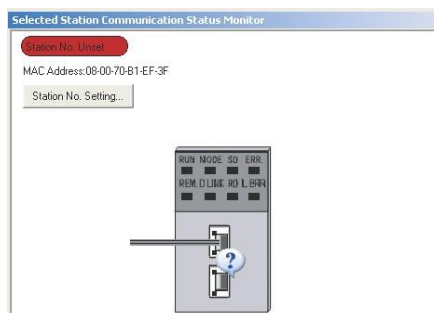 Selected Station Communication Status Monitor
Station No. Unset
MAC Address:08-00-70-B1-EF-3F
Station No. Setting...
RUN MODE SD ERR.
REM. D LINK RD L ERR.
?